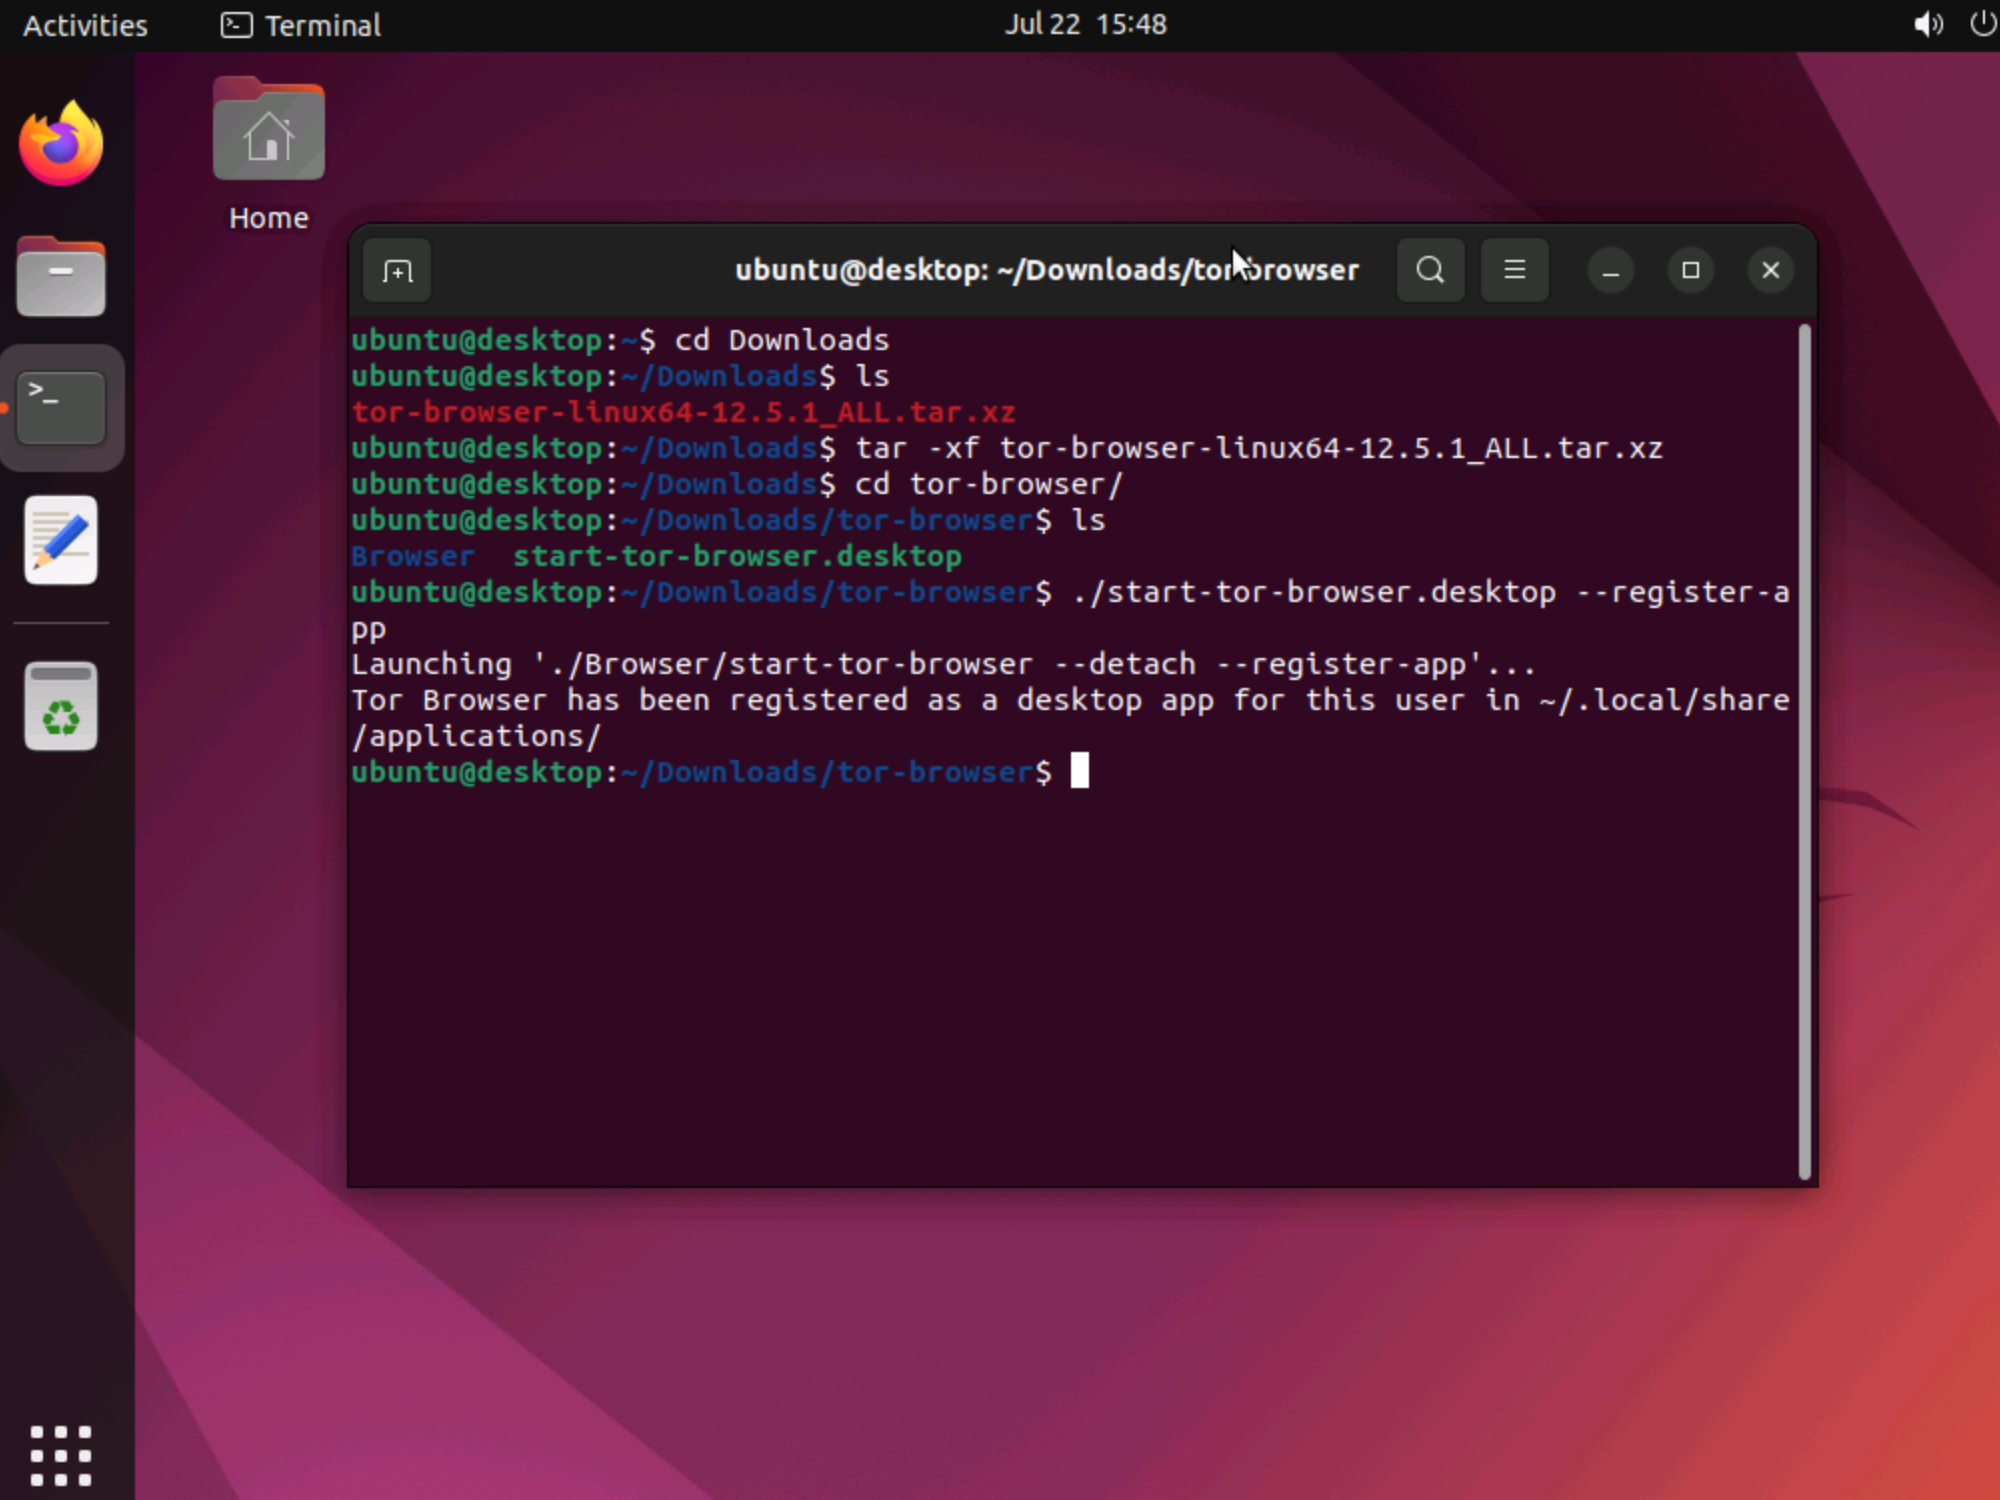 Activities
Terminal
Jul 22 15:48
Home
ubuntu@desktop: ~/Downloads/tor-browser
ubuntu@desktop:~$ cd Downloads
ubuntu@desktop:~/Downloads$ ls
tor-browser-linux64-12.5.1_ALL.tar.xz
ubuntu@desktop:~/Downloads$ tar -xf tor-browser-linux64-12.5.1_ALL.tar.xz
ubuntu@desktop:~/Downloads$ cd tor-browser/
ubuntu@desktop:~/Downloads/tor-browser$ ls
Browser  start-tor-browser.desktop
ubuntu@desktop:~/Downloads/tor-browser$ ./start-tor-browser.desktop --register-a
pp
Launching './Browser/start-tor-browser --detach --register-app'...
Tor Browser has been registered as a desktop app for this user in ~/.local/share
/applications/
ubuntu@desktop:~/Downloads/tor-browser$